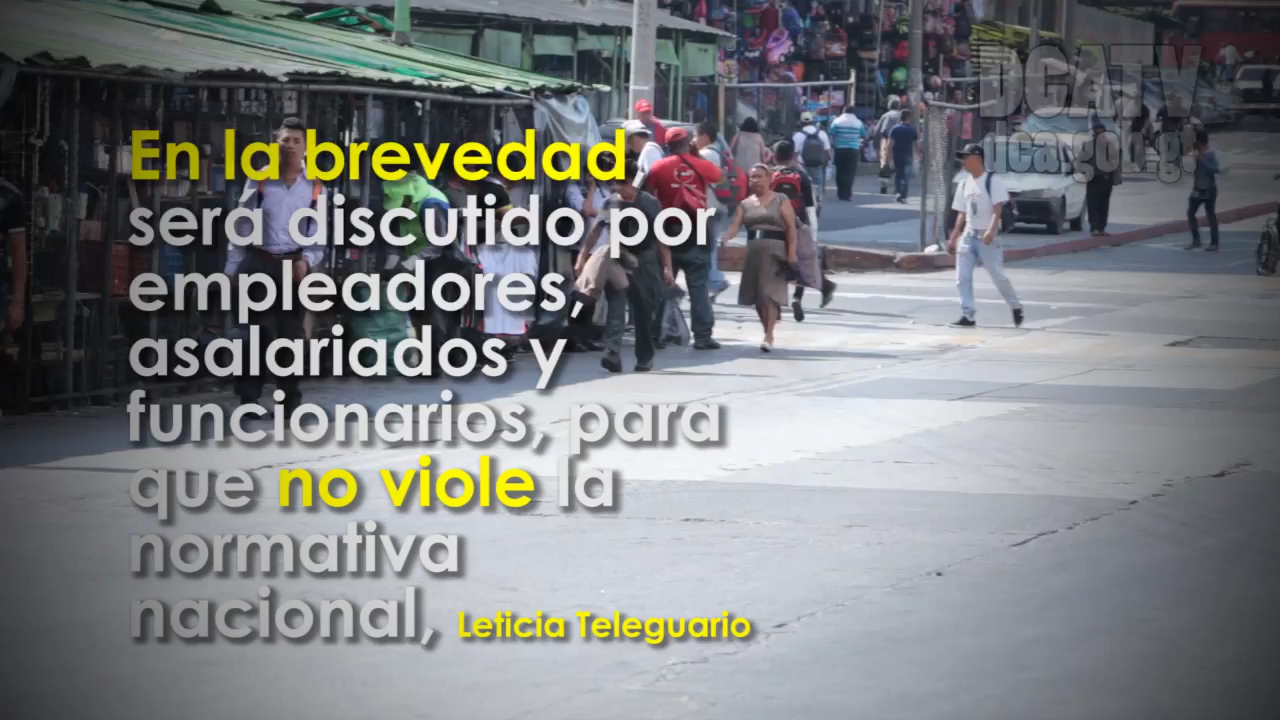 DCATV
dca.gob.gt
En la brevedad
sera discutido por
empleadores,
asalariados y
funcionarios, para
que no viole la
normativa
nacional, Leticia Teleguario